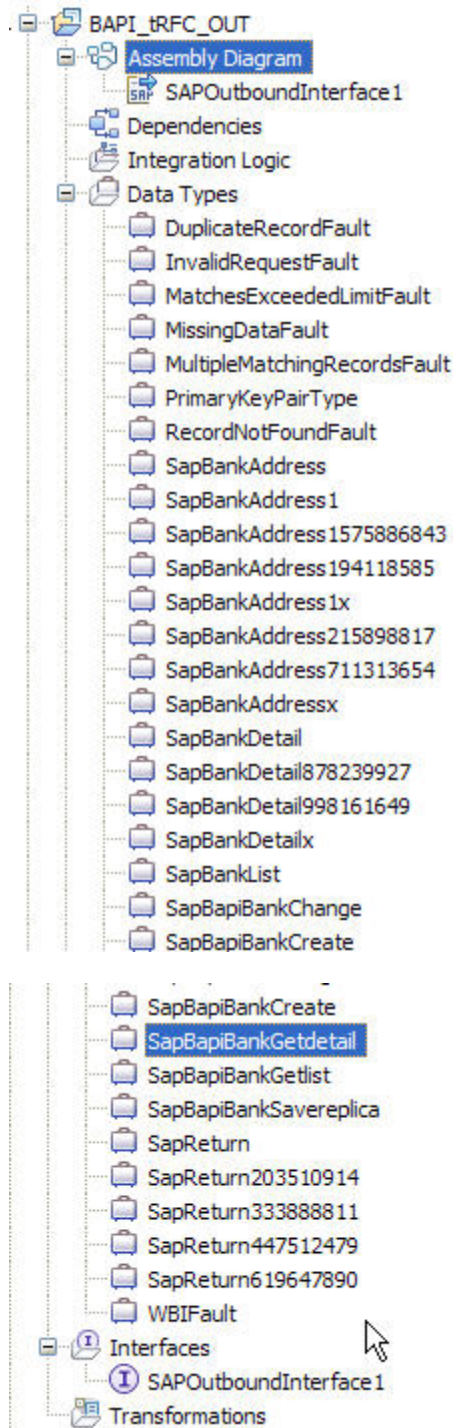 BAPI_tRFC_OUT
Assembly Diagram
SAP SAPOutboundInterface1
Dependencies
Integration Logic
Data Types
DuplicateRecordFault
InvalidRequestFault
MatchesExceededLimitFault
MissingDataFault
MultipleMatchingRecordsFault
PrimaryKeyPairType
RecordNotFoundFault
SapBankAddress
SapBankAddress1
SapBankAddress1575886843
SapBankAddress194118585
SapBankAddress1x
SapBankAddress215898817
SapBankAddress711313654
SapBankAddressx
SapBankDetail
SapBankDetail878239927
SapBankDetail998161649
SapBankDetailx
SapBankList
SapBapiBankChange
SapBapiBankCreate
SapBapiBankCreate
SapBapiBankGetdetail
SapBapiBankGetlist
SapBapiBankSavereplica
SapReturn
SapReturn203510914
SapReturn333888811
SapReturn447512479
SapReturn619647890
WBIFault
I Interfaces
I SAPOutboundInterface1
Transformations